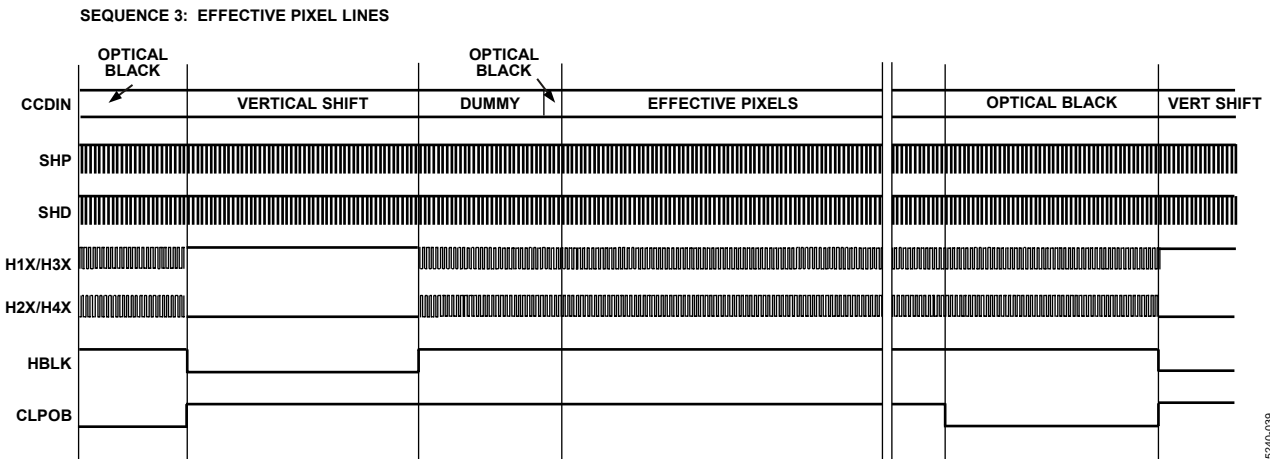 SEQUENCE 3: EFFECTIVE PIXEL LINES
OPTICAL
BLACK
OPTICAL
BLACK
CCDIN
VERTICAL SHIFT
DUMMY
EFFECTIVE PIXELS
OPTICAL BLACK
VERT SHIFT
SHP
SHD
H1X/H3X
H2X/H4X
HBLK
CLPOB